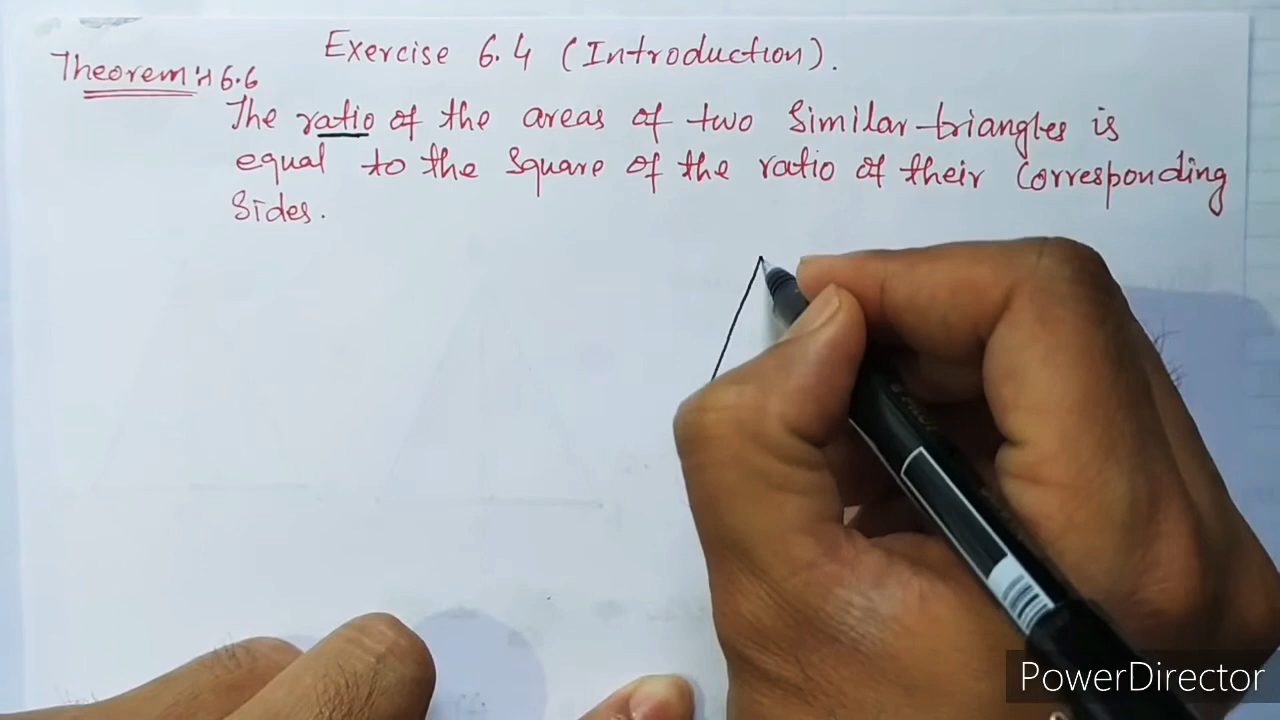 Exercise 6.4 (Introduction).
Theorem:- 6.6
The ratio of the areas of two Similar triangles is
equal to the Square of the ratio of their Corresponding
Sides.
PowerDirector